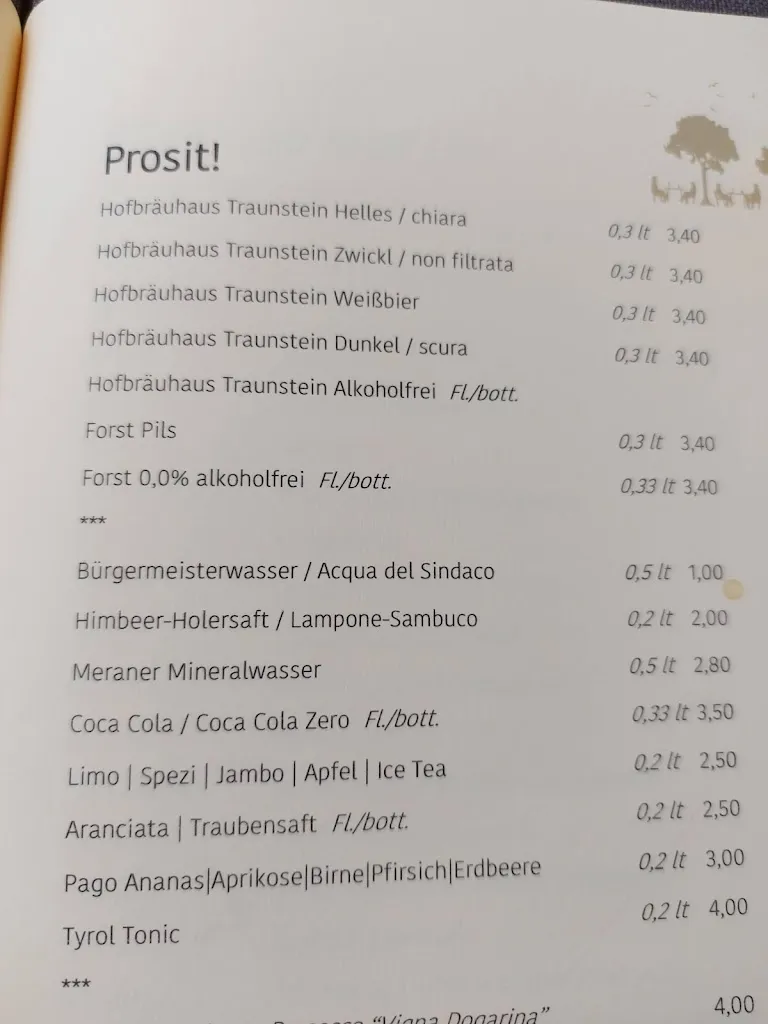 Prosit!
Hofbräuhaus Traunstein Helles / chiara 0,3 lt 3,40
Hofbräuhaus Traunstein Zwickl / non filtrata 0,3 lt 3,40
Hofbräuhaus Traunstein Weißbier 0,3 lt 3,40
Hofbräuhaus Traunstein Dunkel / scura 0,3 lt 3,40
Hofbräuhaus Traunstein Alkoholfrei Fl./bott.
Forst Pils 0,3 lt 3,40
Forst 0,0% alkoholfrei Fl./bott. 0,33 lt 3,40
***
Bürgermeisterwasser / Acqua del Sindaco 0,5 lt 1,00
Himbeer-Holersaft / Lampone-Sambuco 0,2 lt 2,00
Meraner Mineralwasser 0,5 lt 2,80
Coca Cola / Coca Cola Zero Fl./bott. 0,33 lt 3,50
Limo | Spezi | Jambo | Apfel | Ice Tea 0,2 lt 2,50
Aranciata | Traubensaft Fl./bott. 0,2 lt 2,50
Pago Ananas|Aprikose|Birne|Pfirsich|Erdbeere 0,2 lt 3,00
Tyrol Tonic 0,2 lt 4,00
***
“Vigna Dogarina” 4,00